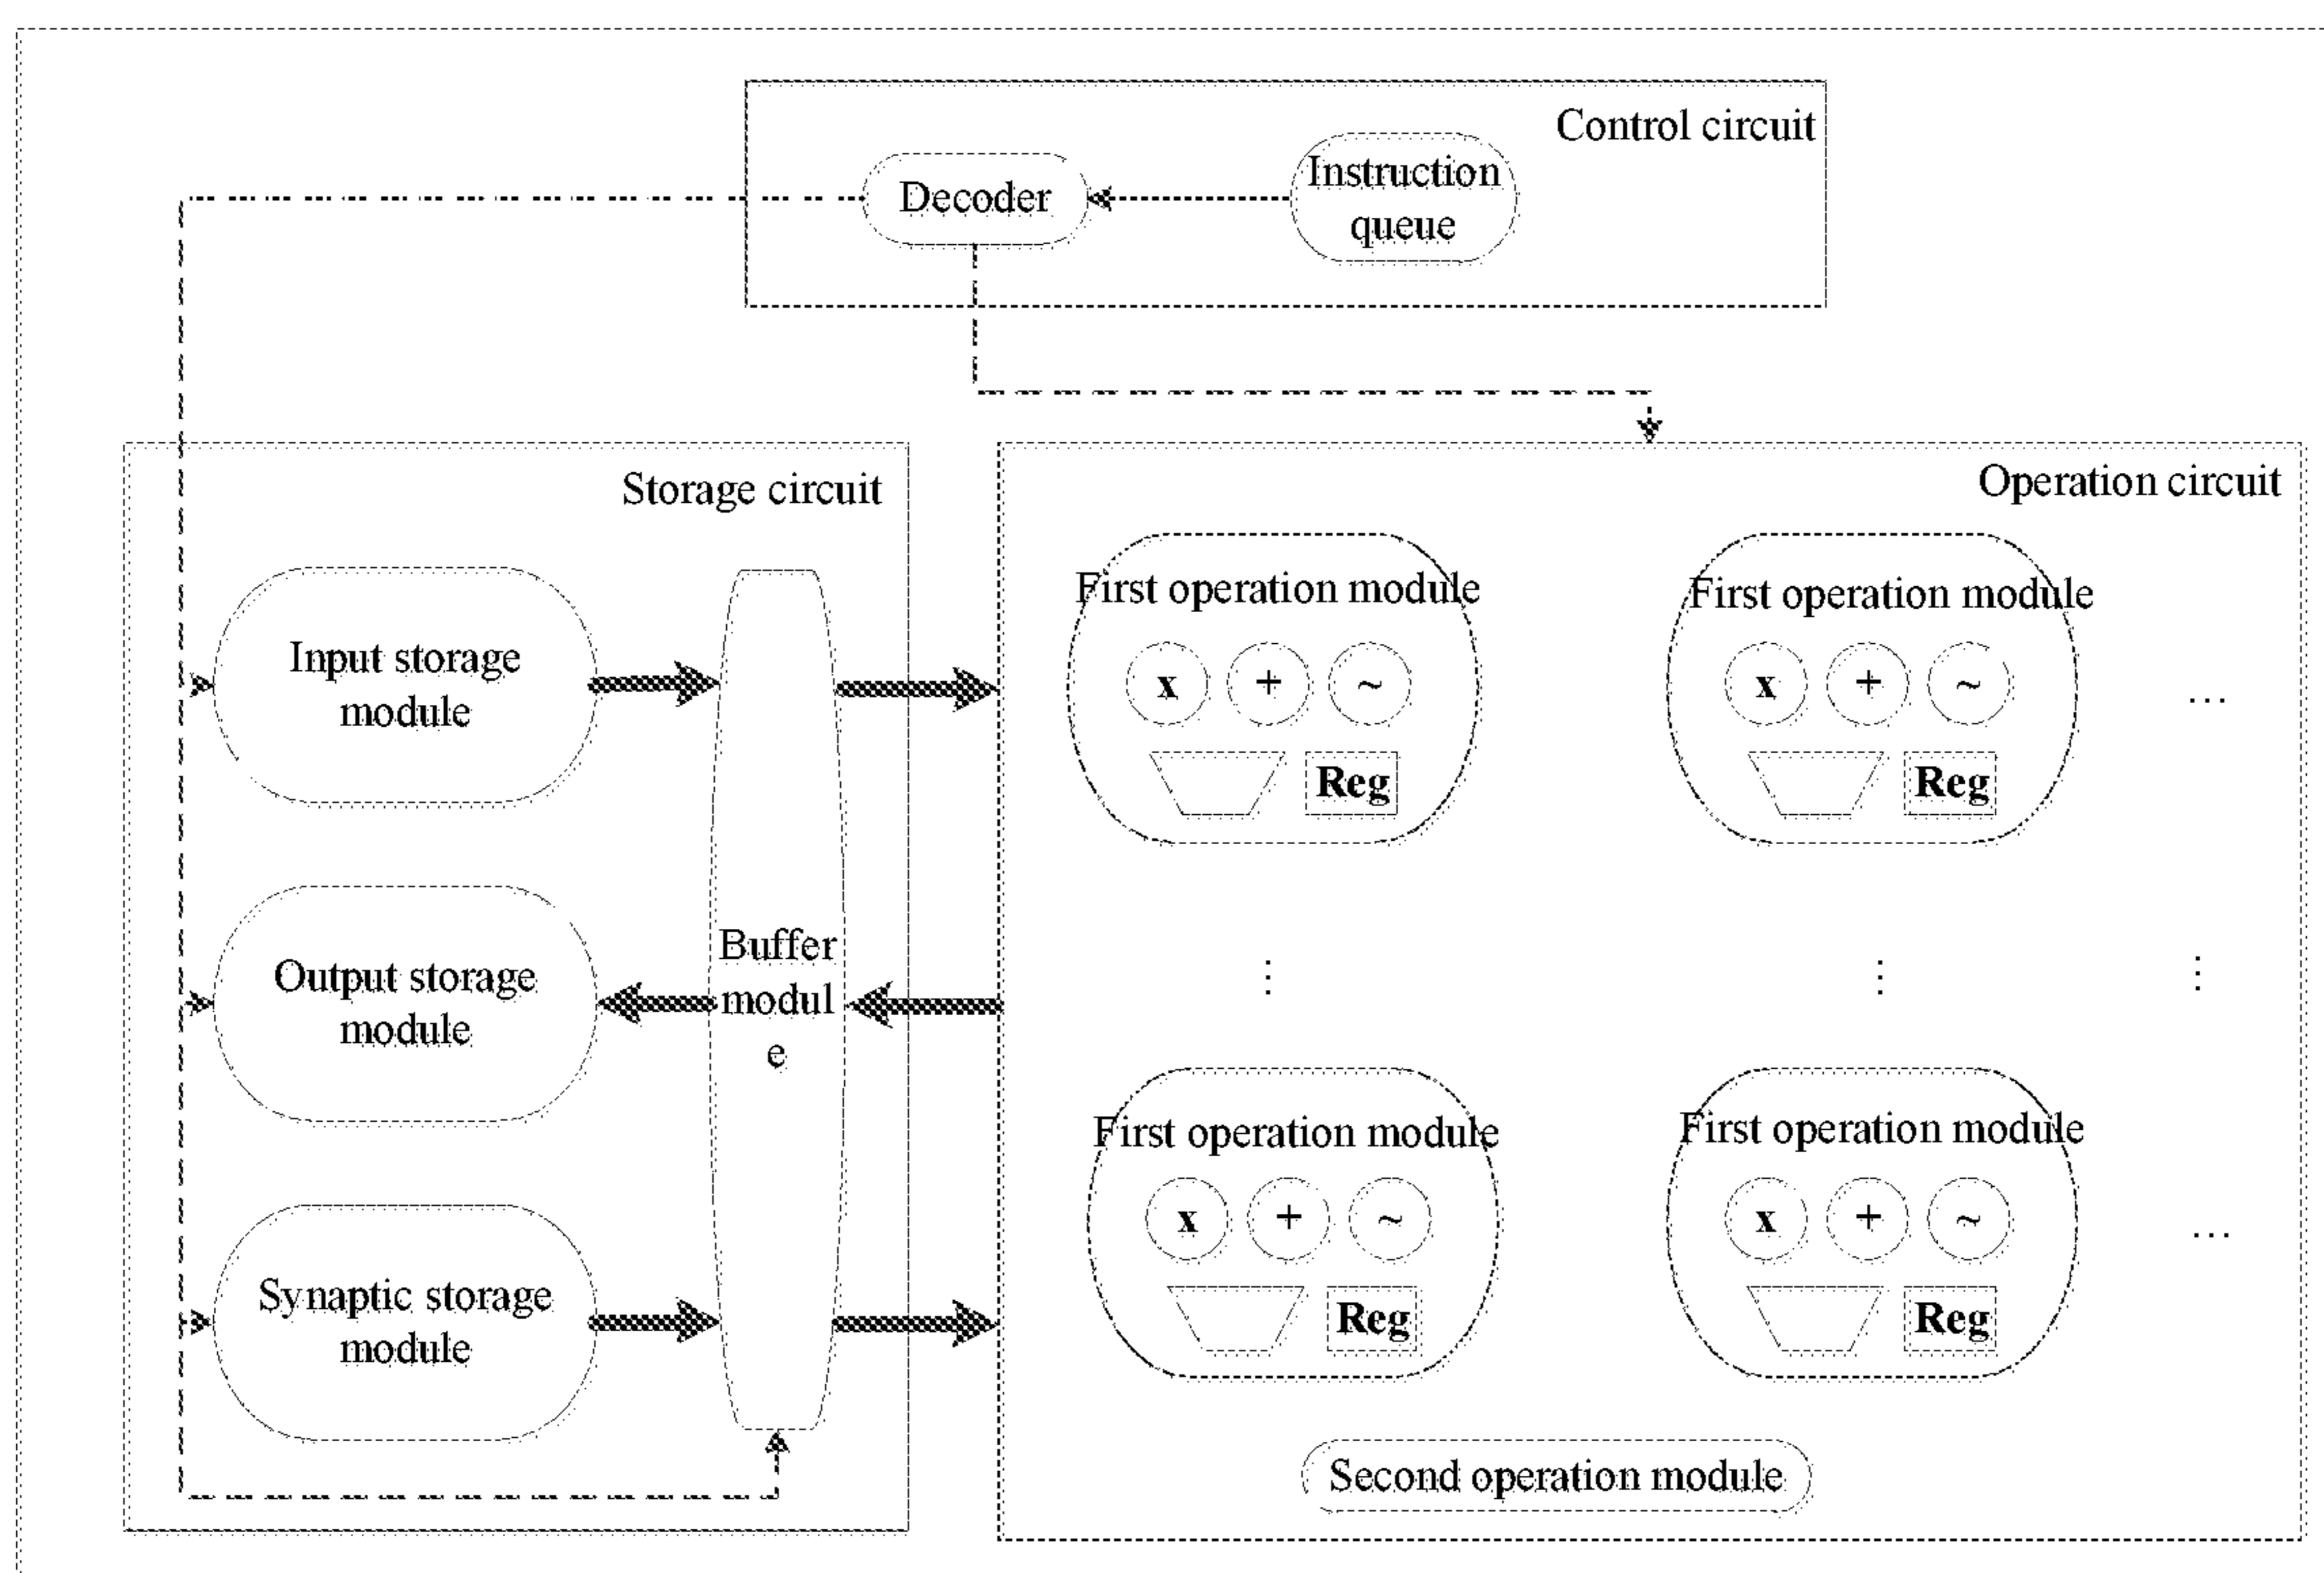 Control circuit
Decoder
Instruction
queue
Storage circuit
Input storage
module
Output storage
module
Synaptic storage
module
Buffer
modul
e
Operation circuit
First operation module
x + ~
Reg
First operation module
x + ~
Reg
...
⋮ ⋮ ⋮
First operation module
x + ~
Reg
First operation module
x + ~
Reg
...
Second operation module